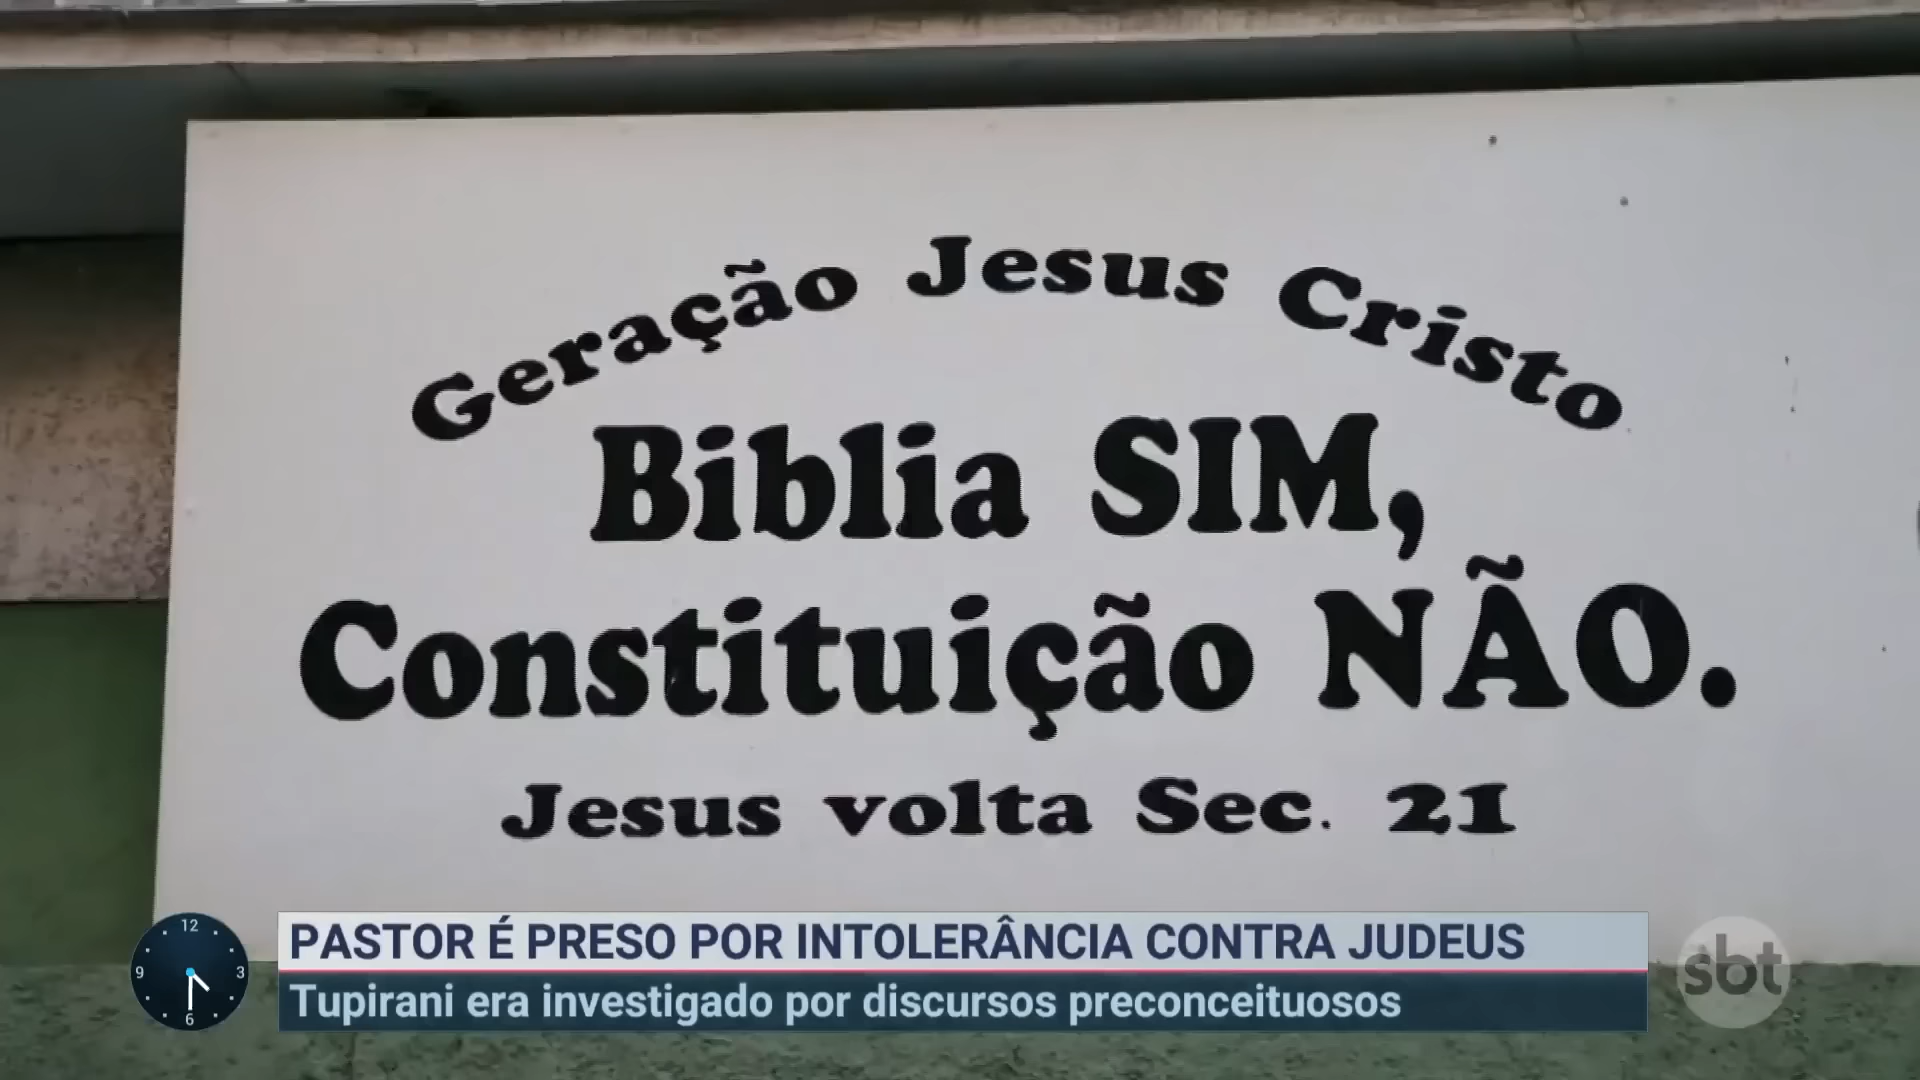 Geração Jesus Cristo
Biblia SIM,
Constituição NÃO.
Jesus volta Sec. 21
12
9
3
6
PASTOR É PRESO POR INTOLERÂNCIA CONTRA JUDEUS
Tupirani era investigado por discursos preconceituosos
sbt